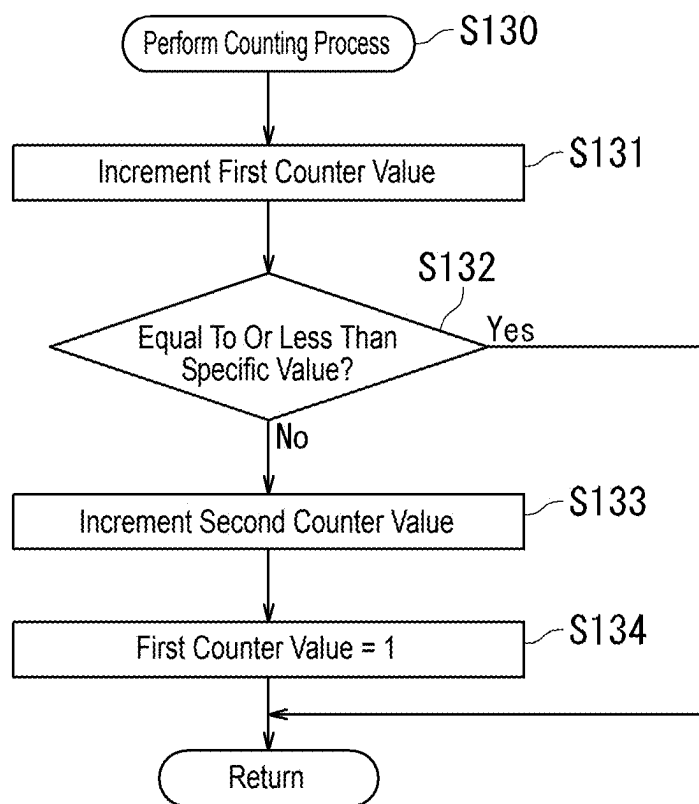 Perform Counting Process
S130
Increment First Counter Value
S131
S132
Equal To Or Less Than
Specific Value?
Yes
No
Increment Second Counter Value
S133
First Counter Value = 1
S134
Return